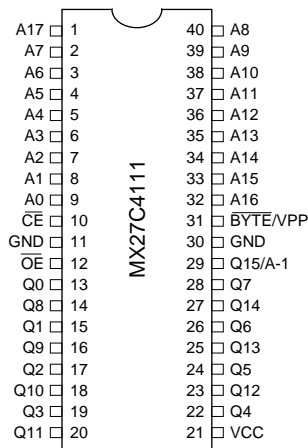 A17 1 40 A8
A7 2 39 A9
A6 3 38 A10
A5 4 37 A11
A4 5 36 A12
A3 6 35 A13
A2 7 34 A14
A1 8 33 A15
A0 9 32 A16
CE 10 31 BYTE/VPP
GND 11 30 GND
OE 12 29 Q15/A-1
Q0 13 28 Q7
Q8 14 27 Q14
Q1 15 26 Q6
Q9 16 25 Q13
Q2 17 24 Q5
Q10 18 23 Q12
Q3 19 22 Q4
Q11 20 21 VCC
MX27C4111